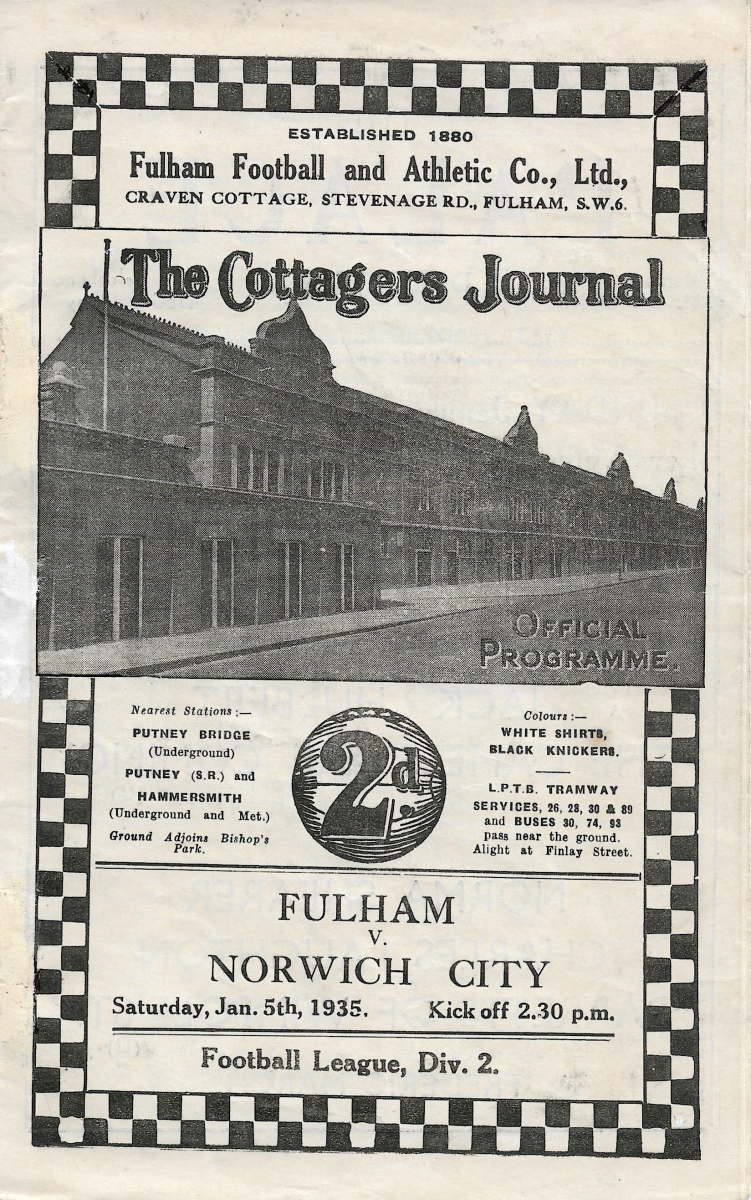 ESTABLISHED 1880
Fulham Football and Athletic Co., Ltd.,
CRAVEN COTTAGE, STEVENAGE RD., FULHAM, S.W.6.
The Cottagers Journal
OFFICIAL
PROGRAMME.
Nearest Stations :—
PUTNEY BRIDGE
(Underground)
PUTNEY (S.R.) and
HAMMERSMITH
(Underground and Met.)
Ground Adjoins Bishop's
Park.
2d.
Colours :—
WHITE SHIRTS,
BLACK KNICKERS.
L.P.T.B. TRAMWAY
SERVICES, 26, 28, 30 & 89
and BUSES 30, 74, 93
pass near the ground.
Alight at Finlay Street.
FULHAM
V.
NORWICH CITY
Saturday, Jan. 5th, 1935. Kick off 2.30 p.m.
Football League, Div. 2.